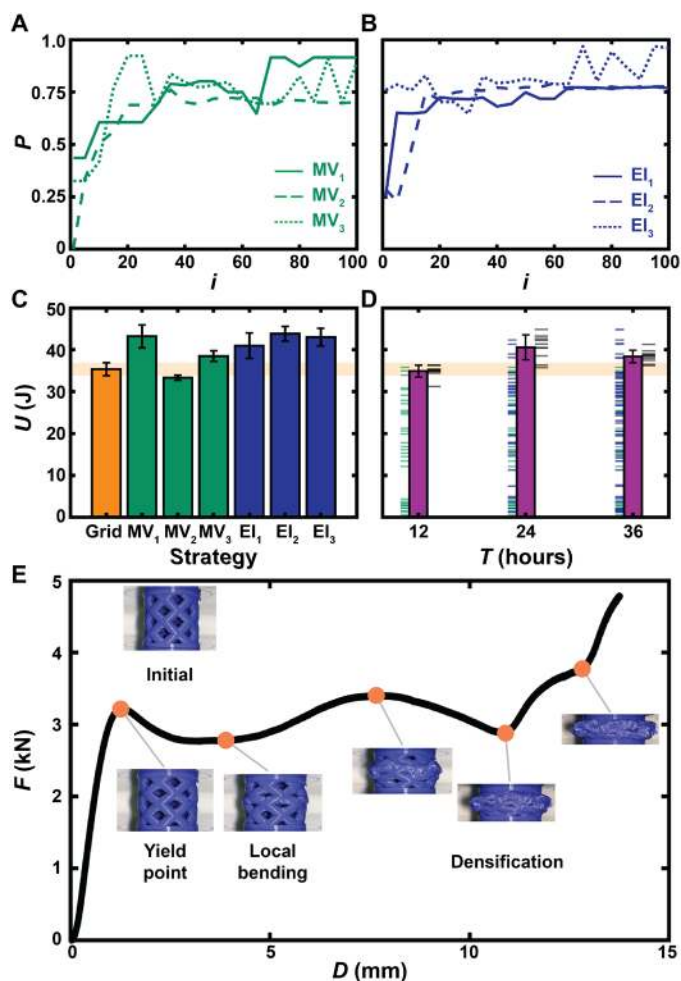 A
B
1.0
0.75
0.50
0.25
0
P
MV1
MV2
MV3
EI1
EI2
EI3
0 20 40 60 80 100
0 20 40 60 80 100
i
i
C
D
50
40
30
20
10
0
U (J)
Grid MV1 MV2 MV3 EI1 EI2 EI3
12 24 36
Strategy
T (hours)
E
5
4
3
2
1
0
F (kN)
Initial
Yield point
Local bending
Densification
0 5 10 15
D (mm)